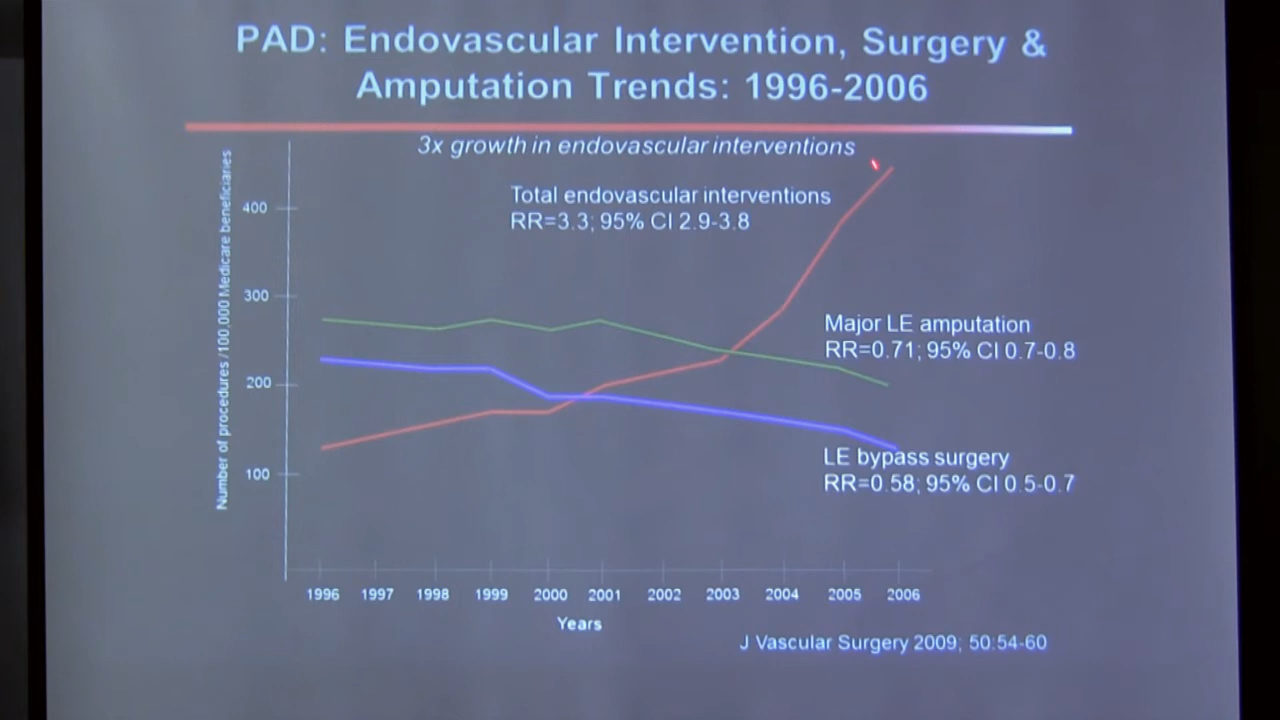 PAD: Endovascular Intervention, Surgery &
Amputation Trends: 1996-2006
3x growth in endovascular interventions
Total endovascular interventions
RR=3.3; 95% CI 2.9-3.8
Number of procedures /100,000 Medicare beneficiaries
400
300
200
100
Major LE amputation
RR=0.71; 95% CI 0.7-0.8
LE bypass surgery
RR=0.58; 95% CI 0.5-0.7
1996 1997 1998 1999 2000 2001 2002 2003 2004 2005 2006
Years
J Vascular Surgery 2009; 50:54-60